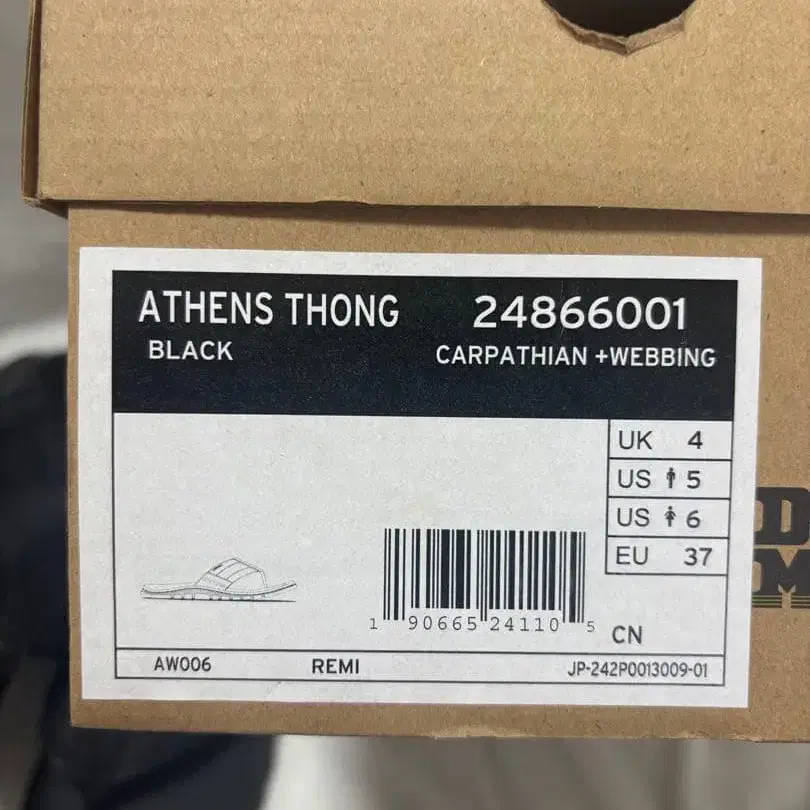 ATHENS THONG 24866001
BLACK CARPATHIAN +WEBBING
UK 4
US 5
US 6
EU 37
1 90665 24110 5
CN
AW006 REMI JP-242P0013009-01